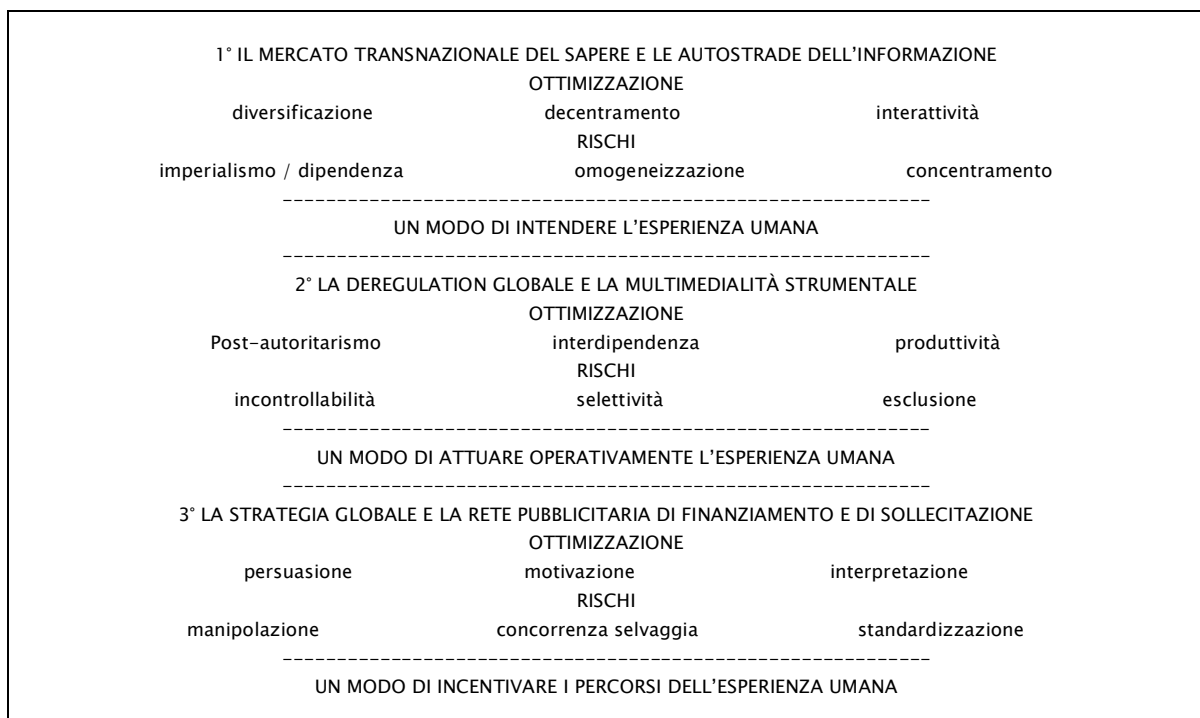 1° IL MERCATO TRANSNAZIONALE DEL SAPERE E LE AUTOSTRADE DELL'INFORMAZIONE
OTTIMIZZAZIONE
diversificazione decentramento interattività
RISCHI
imperialismo / dipendenza omogeneizzazione concentramento
------------------------------------------------------------
UN MODO DI INTENDERE L'ESPERIENZA UMANA
------------------------------------------------------------
2° LA DEREGULATION GLOBALE E LA MULTIMEDIALITÀ STRUMENTALE
OTTIMIZZAZIONE
Post-autoritarismo interdipendenza produttività
RISCHI
incontrollabilità selettività esclusione
------------------------------------------------------------
UN MODO DI ATTUARE OPERATIVAMENTE L'ESPERIENZA UMANA
------------------------------------------------------------
3° LA STRATEGIA GLOBALE E LA RETE PUBBLICITARIA DI FINANZIAMENTO E DI SOLLECITAZIONE
OTTIMIZZAZIONE
persuasione motivazione interpretazione
RISCHI
manipolazione concorrenza selvaggia standardizzazione
------------------------------------------------------------
UN MODO DI INCENTIVARE I PERCORSI DELL'ESPERIENZA UMANA